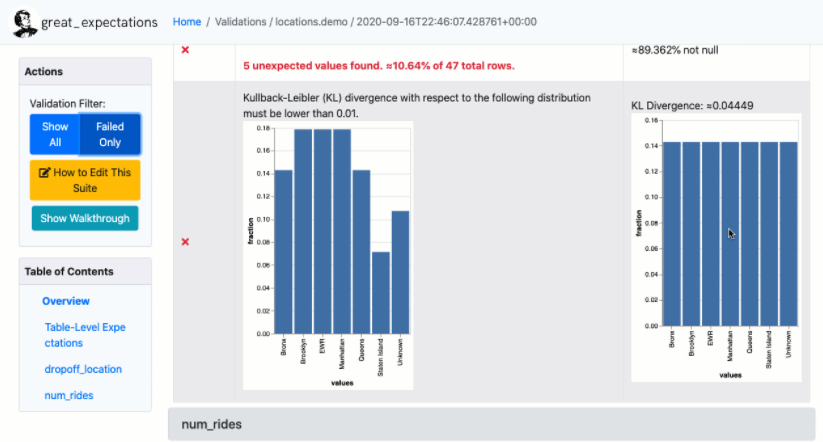 great_expectations
Home / Validations / locations.demo / 2020-09-16T22:46:07.428761+00:00
Actions
Validation Filter:
Show All
Failed Only
How to Edit This Suite
Show Walkthrough
Table of Contents
Overview
Table-Level Expe
ctations
dropoff_location
num_rides
5 unexpected values found. ≈10.64% of 47 total rows.
≈89.362% not null
Kullback-Leibler (KL) divergence with respect to the following distribution
must be lower than 0.01.
0.18
0.16
0.14
0.12
0.10
0.08
0.06
0.04
0.02
0.00
fraction
Bronx
Brooklyn
EWR
Manhattan
Queens
Staten Island
Unknown
values
KL Divergence: ≈0.04449
0.16
0.14
0.12
0.10
0.08
0.06
0.04
0.02
0.00
fraction
Bronx
Brooklyn
EWR
Manhattan
Queens
Staten Island
Unknown
values
num_rides